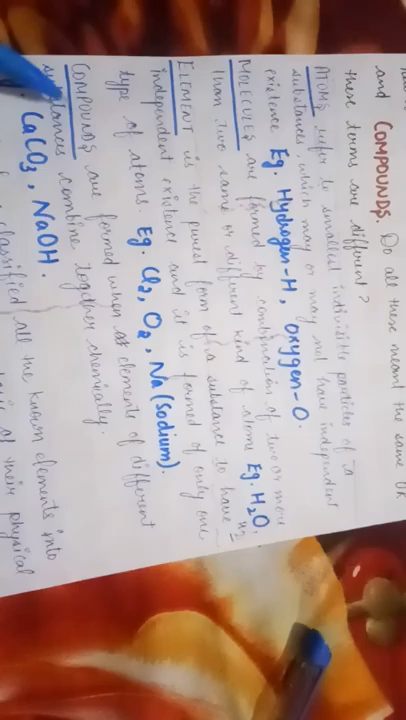 and COMPOUNDS. Do all these meant the same OR
these terms are different?
ATOMS refer to smallest indivisible particles of a
substances, which may or may not have independent
existence Eg. Hydrogen-H, Oxygen-O.
MOLECULES are formed by combination of two or more
than two same or different kind of atoms Eg. H2O,
H2
ELEMENT is the purest form of a substance to have
independent existence and it is formed of only one
type of atoms. Eg. Cl2, O2, Na (Sodium).
COMPOUNDS are formed when elements of different
substances combine together chemically.
CaCO3, NaOH.
classified all the known elements into
of their physical